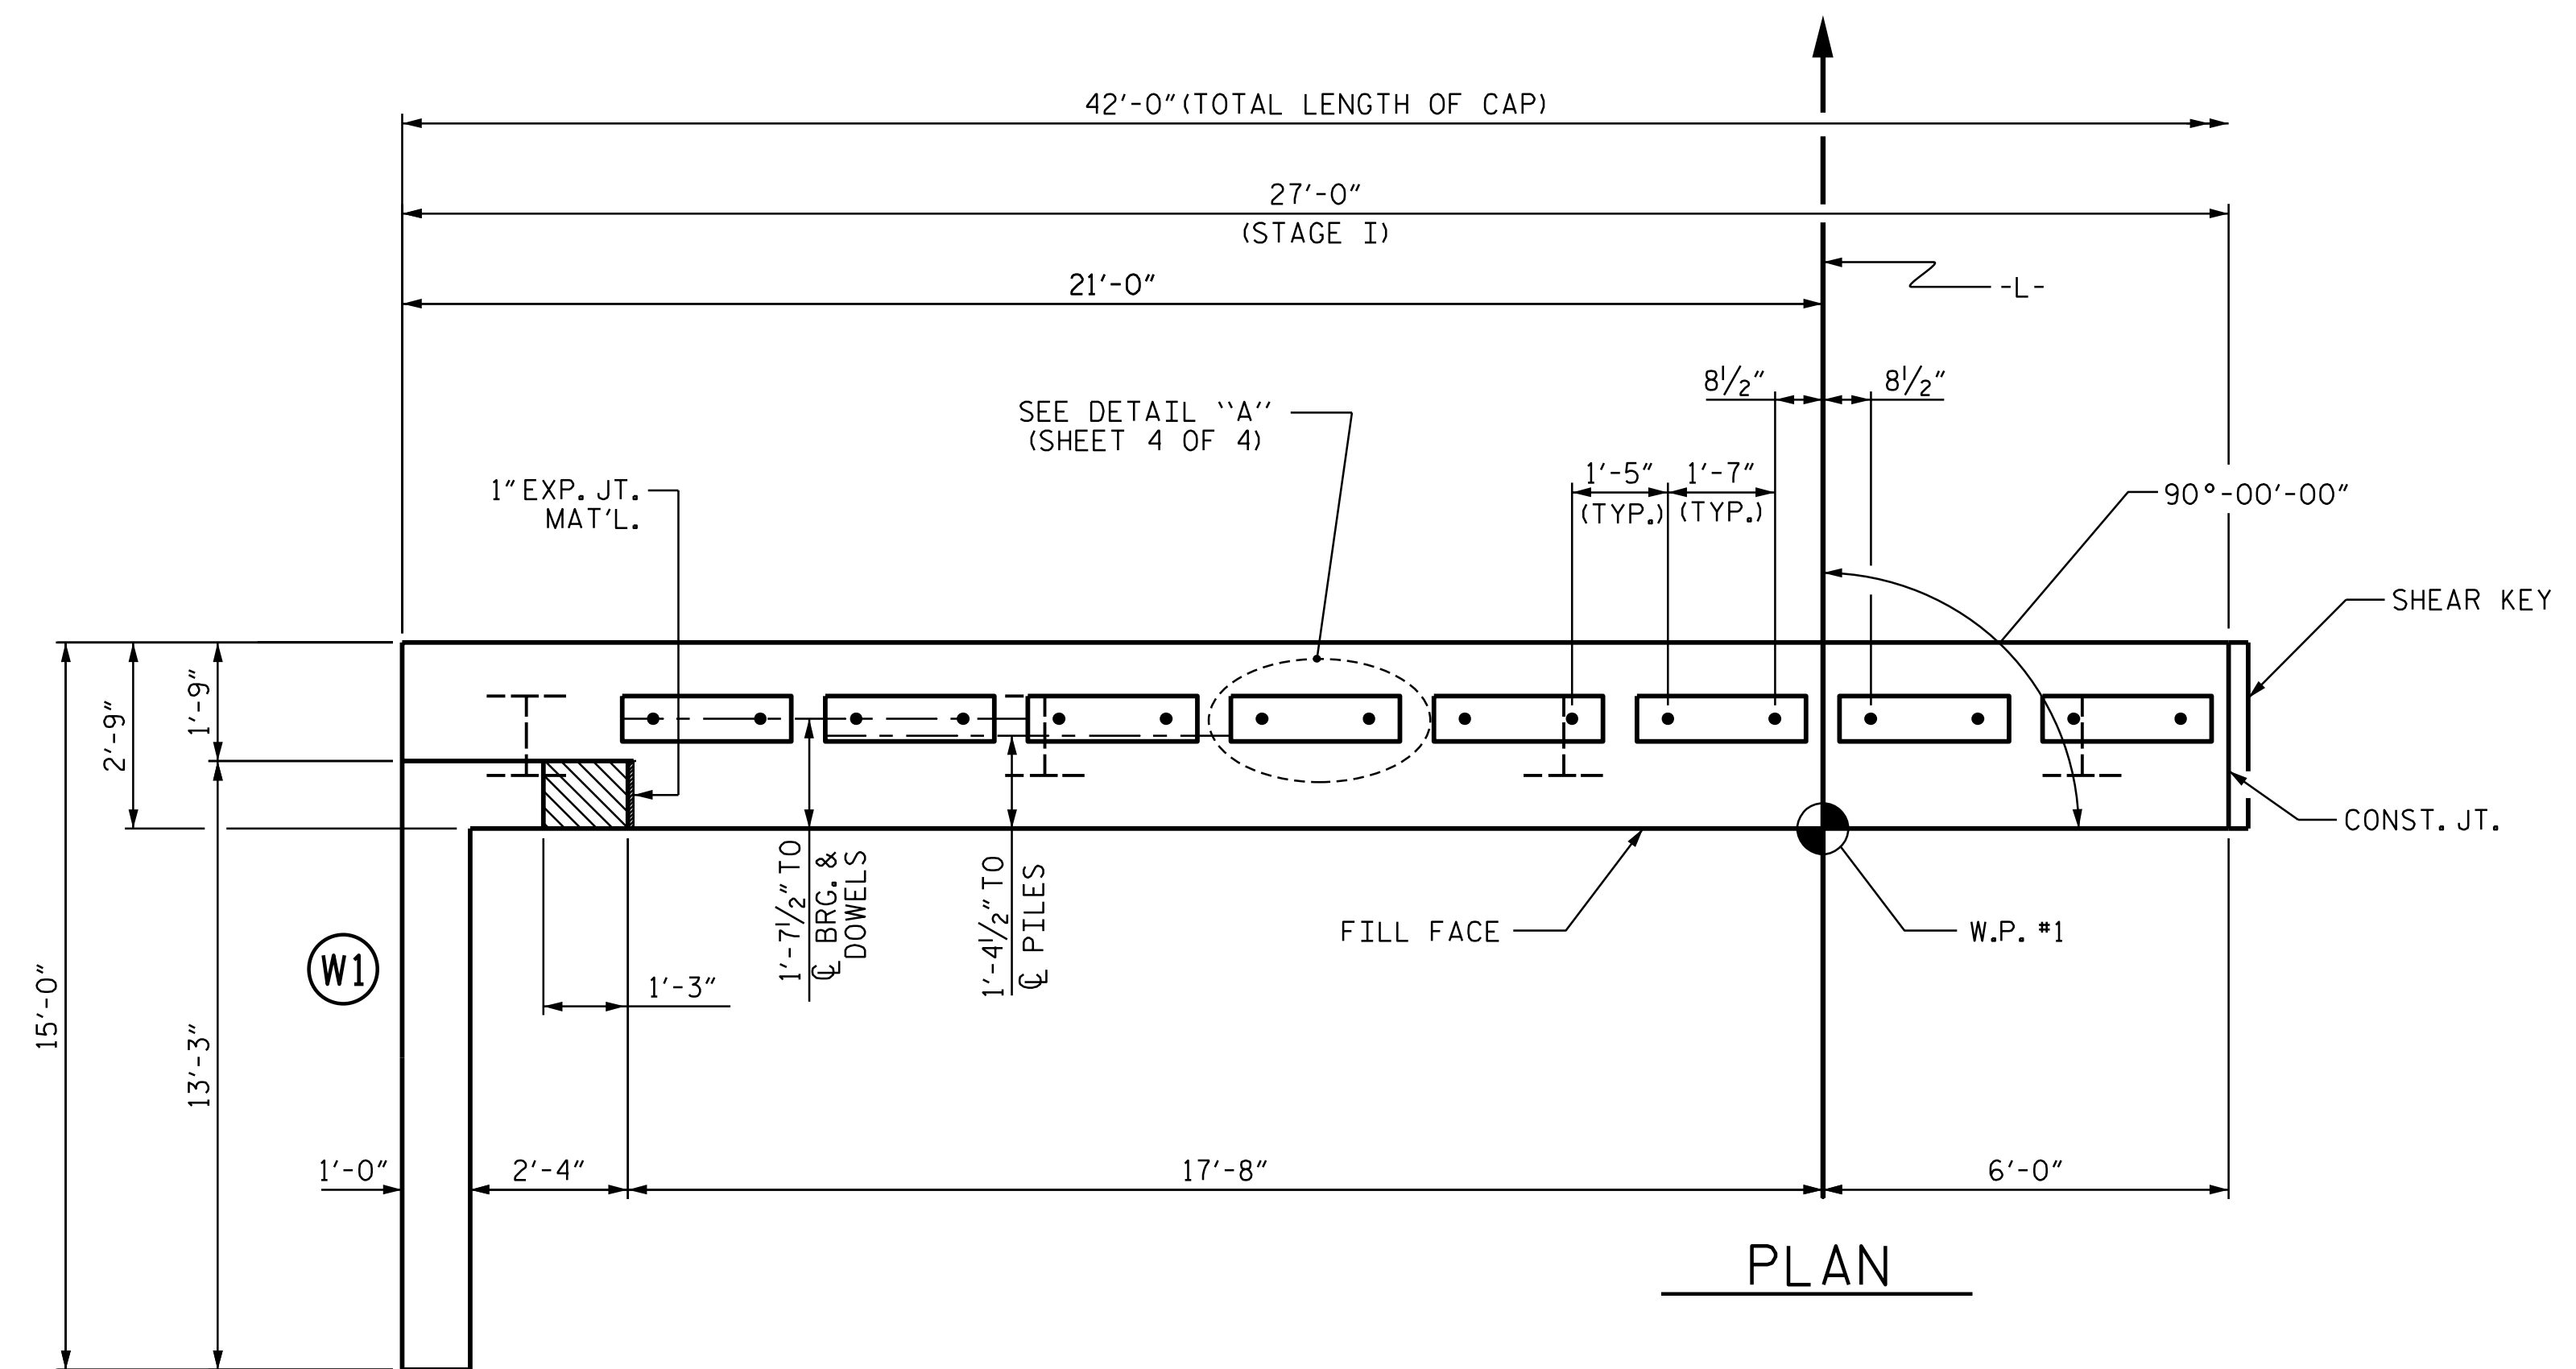 42'-0" (TOTAL LENGTH OF CAP)
27'-0"
(STAGE I)
21'-0"
-L-
8½" 8½"
SEE DETAIL "A"
(SHEET 4 OF 4)
1'-5" 1'-7"
(TYP.) (TYP.)
1" EXP. JT.
MAT'L.
90°-00'-00"
SHEAR KEY
1'-9"
2'-9"
CONST. JT.
1'-7½" TO
℄ BRG. &
DOWELS
1'-4½" TO
℄ PILES
FILL FACE
W.P. #1
W1
1'-3"
15'-0"
13'-3"
1'-0" 2'-4" 17'-8" 6'-0"
PLAN